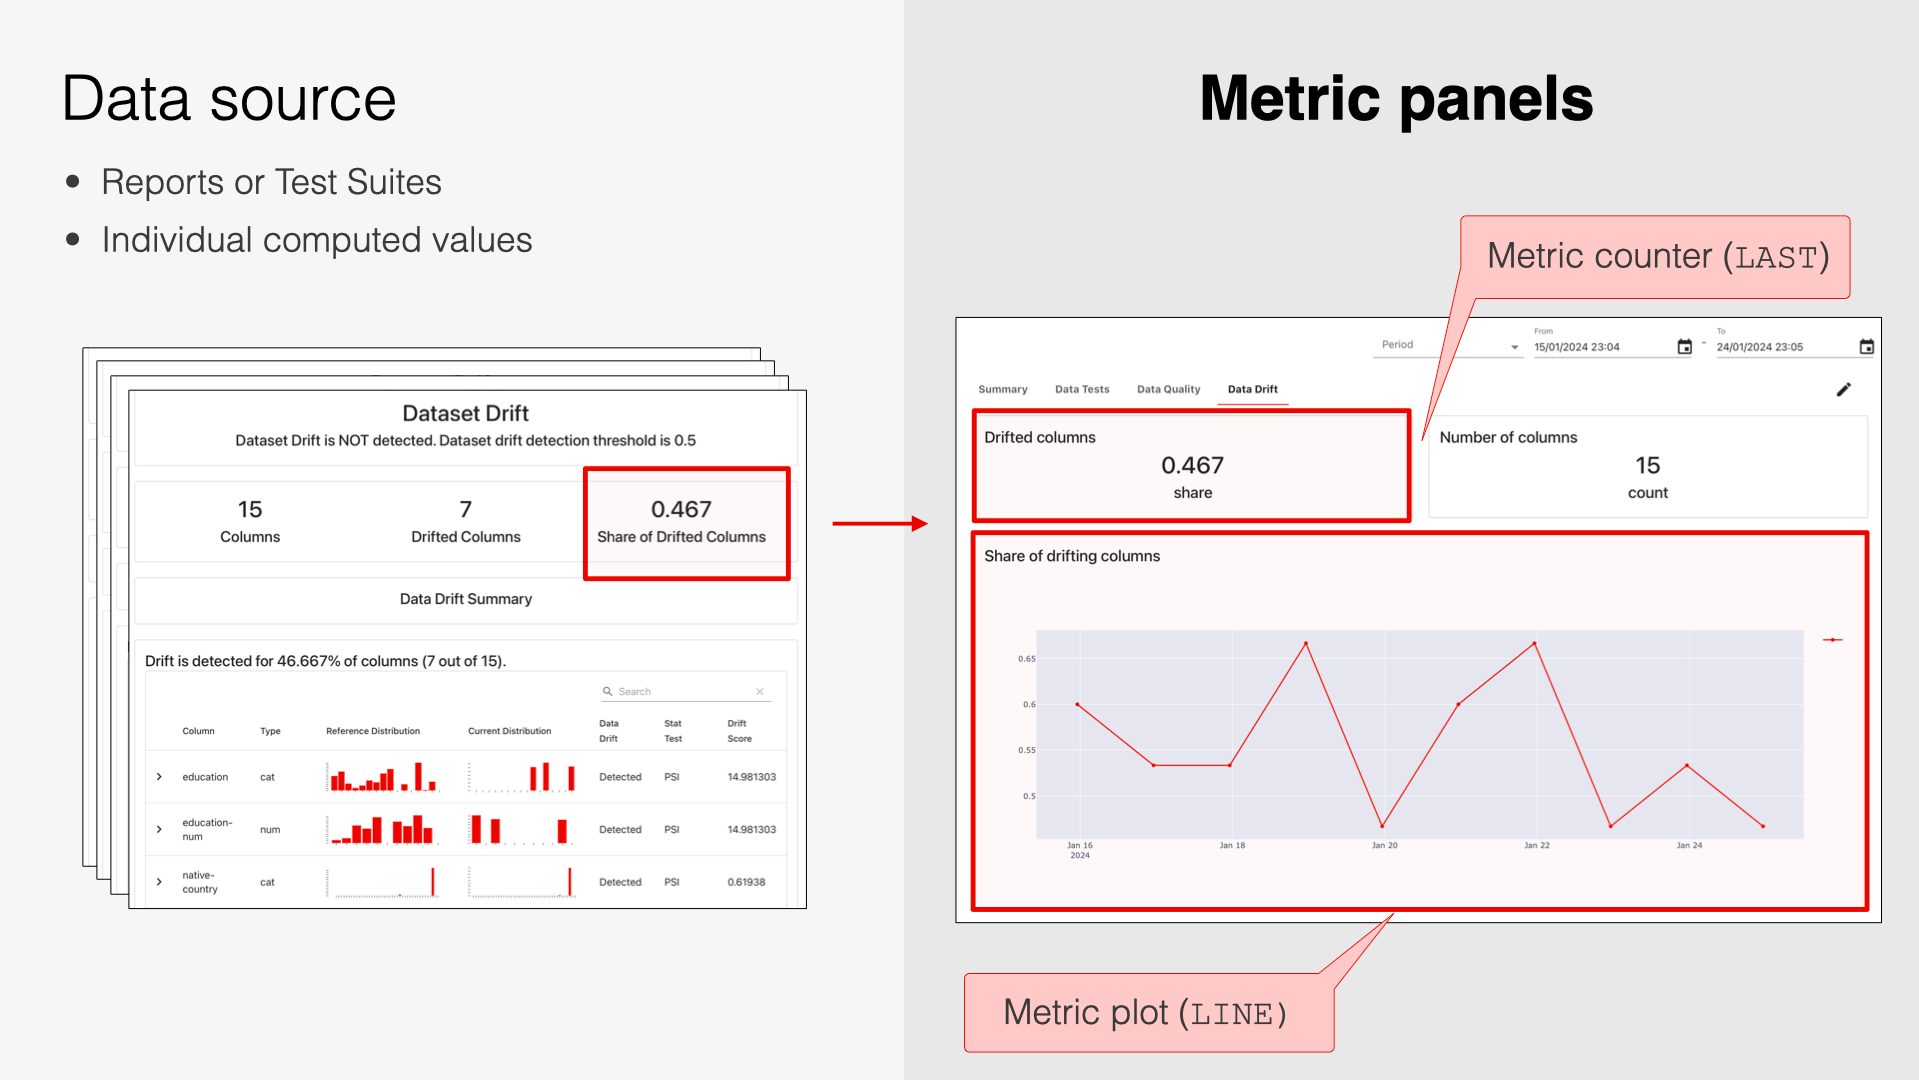 Data source
• Reports or Test Suites
• Individual computed values
Dataset Drift
Dataset Drift is NOT detected. Dataset drift detection threshold is 0.5
15
Columns
7
Drifted Columns
0.467
Share of Drifted Columns
Data Drift Summary
Drift is detected for 46.667% of columns (7 out of 15).
Search
Column Type Reference Distribution Current Distribution Data Drift Stat Test Drift Score
education cat Detected PSI 14.981303
education-num num Detected PSI 14.981303
native-country cat Detected PSI 0.61938
Metric panels
Metric counter (LAST)
Period
From
15/01/2024 23:04
-
To
24/01/2024 23:05
Summary Data Tests Data Quality Data Drift
Drifted columns
0.467
share
Number of columns
15
count
Share of drifting columns
0.65
0.6
0.55
0.5
Jan 16 Jan 18 Jan 20 Jan 22 Jan 24
2024
Metric plot (LINE)